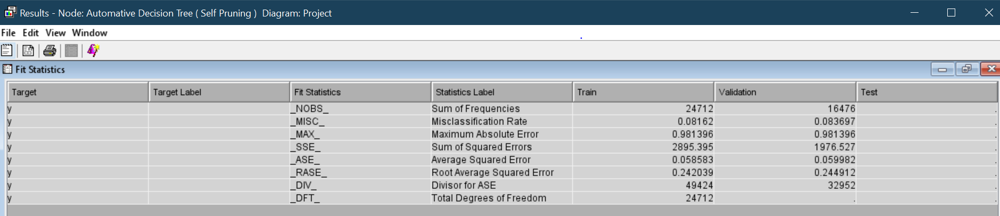 Results - Node: Automative Decision Tree ( Self Pruning )  Diagram: Project
File Edit View Window
Fit Statistics
Target Target Label Fit Statistics Statistics Label Train Validation Test
y _NOBS_ Sum of Frequencies 24712 16476 .
y _MISC_ Misclassification Rate 0.08162 0.083697 .
y _MAX_ Maximum Absolute Error 0.981396 0.981396 .
y _SSE_ Sum of Squared Errors 2895.395 1976.527 .
y _ASE_ Average Squared Error 0.058583 0.059982 .
y _RASE_ Root Average Squared Error 0.242039 0.244912 .
y _DIV_ Divisor for ASE 49424 32952 .
y _DFT_ Total Degrees of Freedom 24712 . .